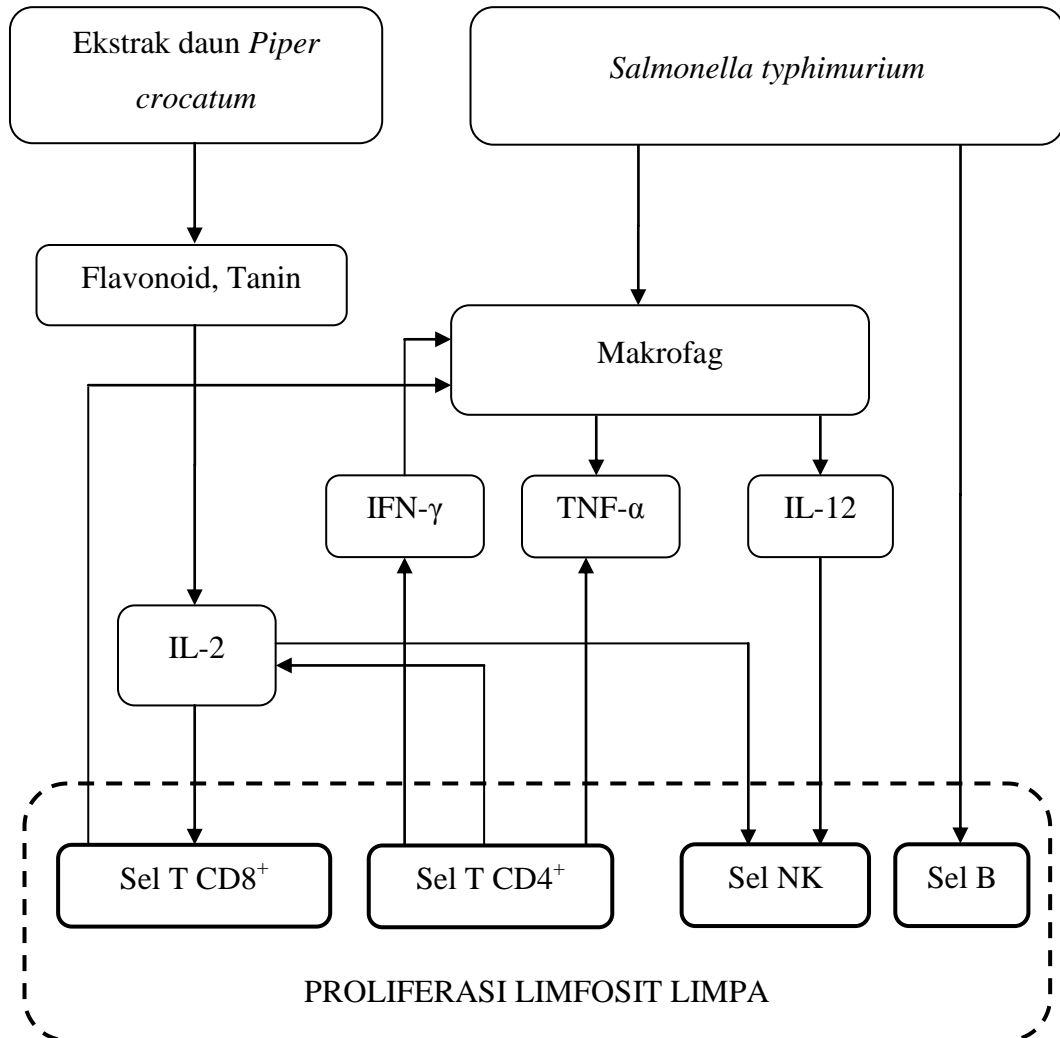 Ekstrak daun Piper
crocatum
Salmonella typhimurium
Flavonoid, Tanin
Makrofag
IFN-γ
TNF-α
IL-12
IL-2
Sel T CD8⁺
Sel T CD4⁺
Sel NK
Sel B
PROLIFERASI LIMFOSIT LIMPA